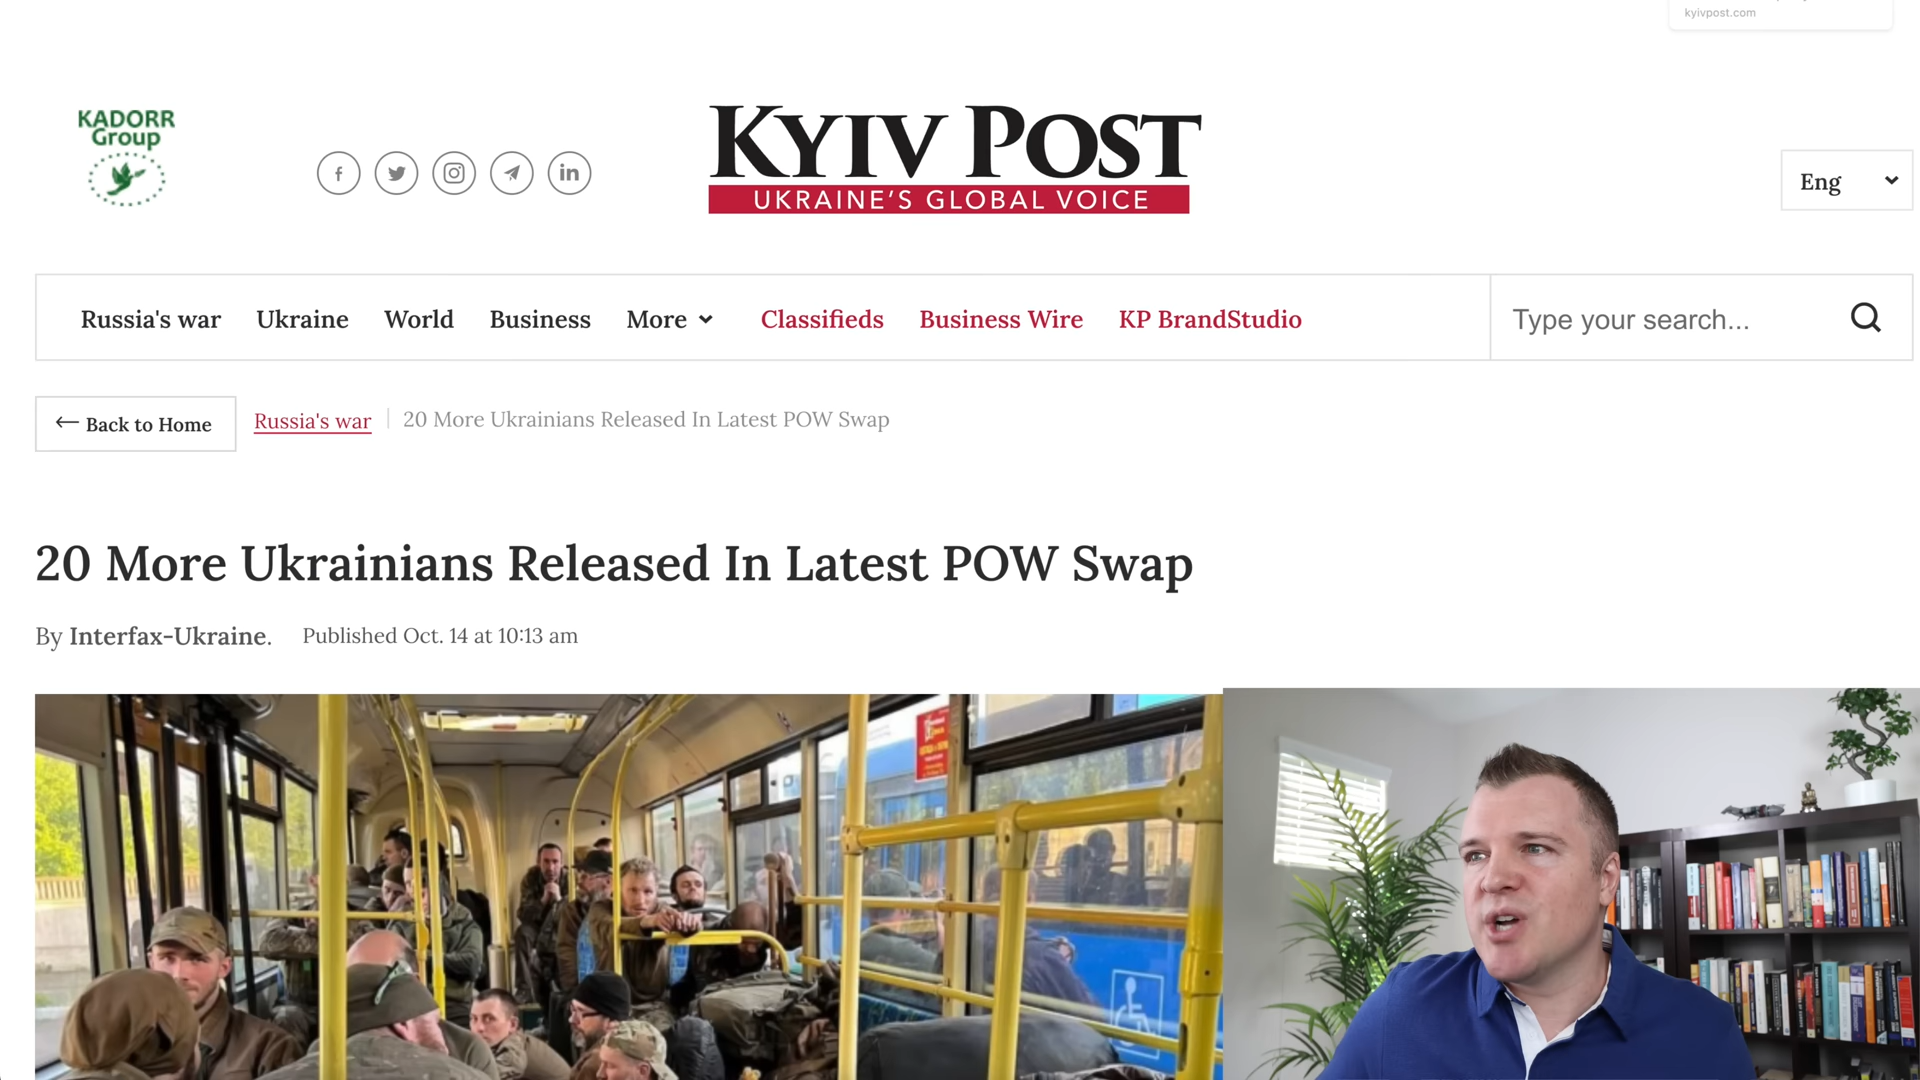 kyivpost.com
KADORR
Group
f
in
KYIV POST
UKRAINE'S GLOBAL VOICE
Eng
Russia's war
Ukraine
World
Business
More
Classifieds
Business Wire
KP BrandStudio
Type your search...
← Back to Home
Russia's war
20 More Ukrainians Released In Latest POW Swap
20 More Ukrainians Released In Latest POW Swap
By Interfax-Ukraine.
Published Oct. 14 at 10:13 am